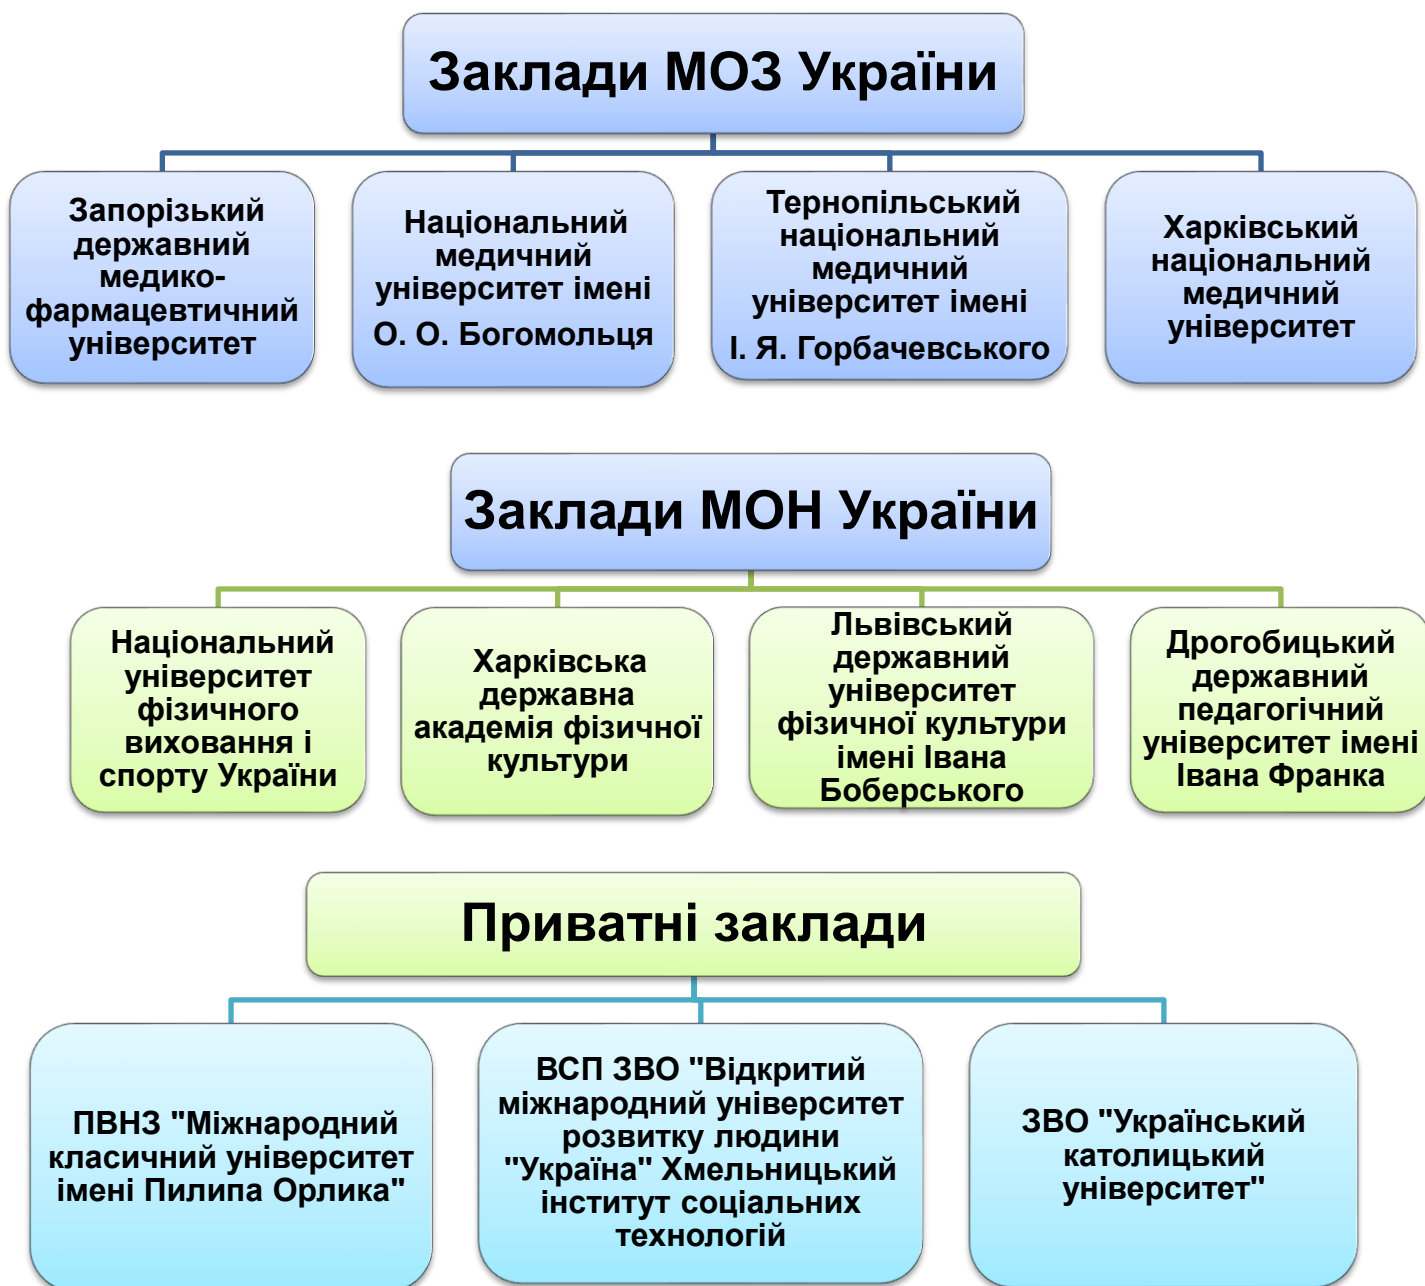 Заклади МОЗ України
Запорізький
державний
медико-
фармацевтичний
університет
Національний
медичний
університет імені
О. О. Богомольця
Тернопільський
національний
медичний
університет імені
І. Я. Горбачевського
Харківський
національний
медичний
університет
Заклади МОН України
Національний
університет
фізичного
виховання і
спорту України
Харківська
державна
академія фізичної
культури
Львівський
державний
університет
фізичної культури
імені Івана
Боберського
Дрогобицький
державний
педагогічний
університет імені
Івана Франка
Приватні заклади
ПВНЗ "Міжнародний
класичний університет
імені Пилипа Орлика"
ВСП ЗВО "Відкритий
міжнародний університет
розвитку людини
"Україна" Хмельницький
інститут соціальних
технологій
ЗВО "Український
католицький
університет"